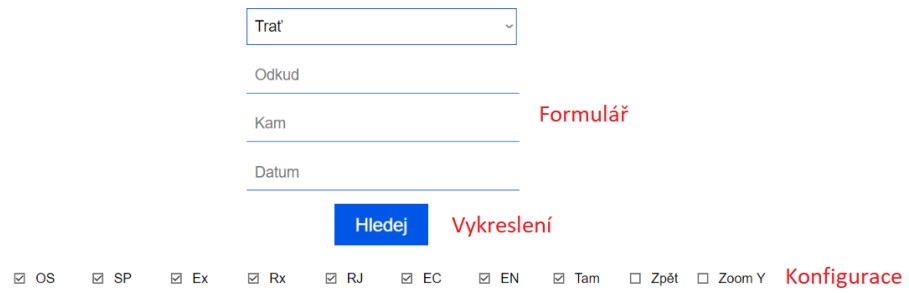 Trať
Odkud
Kam
Formulář
Datum
Hledej Vykreslení
OS SP Ex Rx RJ EC EN Tam Zpět Zoom Y Konfigurace